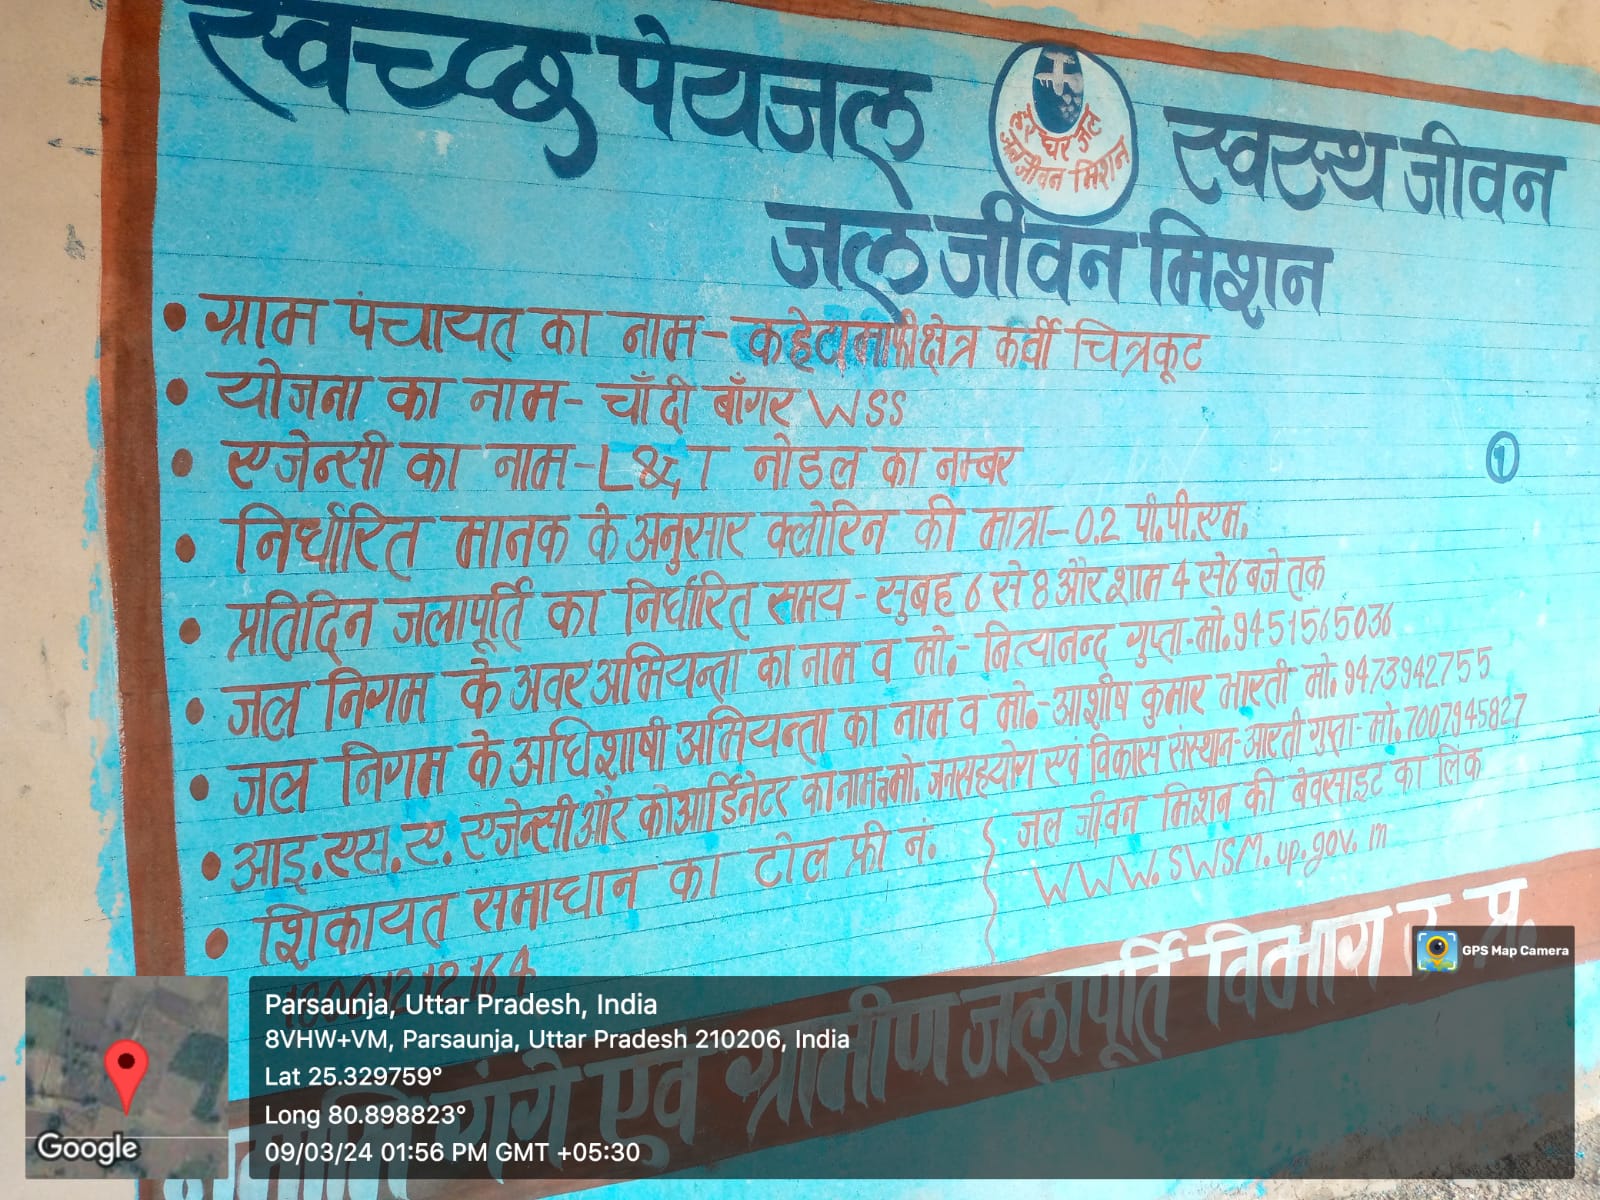 स्वच्छ पेयजल
हर घर जल
जल जीवन मिशन
स्वस्थ जीवन
जल जीवन मिशन
• ग्राम पंचायत का नाम - कहेटामाफी क्षेत्र कर्वी चित्रकूट
• योजना का नाम - चाँदी बाँगर WSS
• एजेन्सी का नाम - L&T नोडल का नम्बर
1
• निर्धारित मानक के अनुसार क्लोरिन की मात्रा - 0.2 पी.पी.एम.
• प्रतिदिन जलापूर्ति का निर्धारित समय - सुबह 6 से 8 और शाम 4 से 6 बजे तक
• जल निगम के अवर अभियन्ता का नाम व मो.- नित्यानन्द गुप्ता-मो. 9451565036
• जल निगम के अधिशाषी अभियन्ता का नाम व मो.- आशीष कुमार भारती मो. 9473942755
• आइ.एस.ए. एजेन्सी और कोआर्डिनेटर का नाम व मो. जनसहयोग एवं विकास संस्थान- आरती गुप्ता- मो. 7007945827
• शिकायत समाधान का टोल फ्री नं.
{ जल जीवन मिशन की बेवसाइट का लिंक
www.SWSM.up.gov.in
18001212164
नमामि गंगे एवं ग्रामीण जलापूर्ति विभाग उ.प्र.
GPS Map Camera
Google
Parsaunja, Uttar Pradesh, India
8VHW+VM, Parsaunja, Uttar Pradesh 210206, India
Lat 25.329759°
Long 80.898823°
09/03/24 01:56 PM GMT +05:30